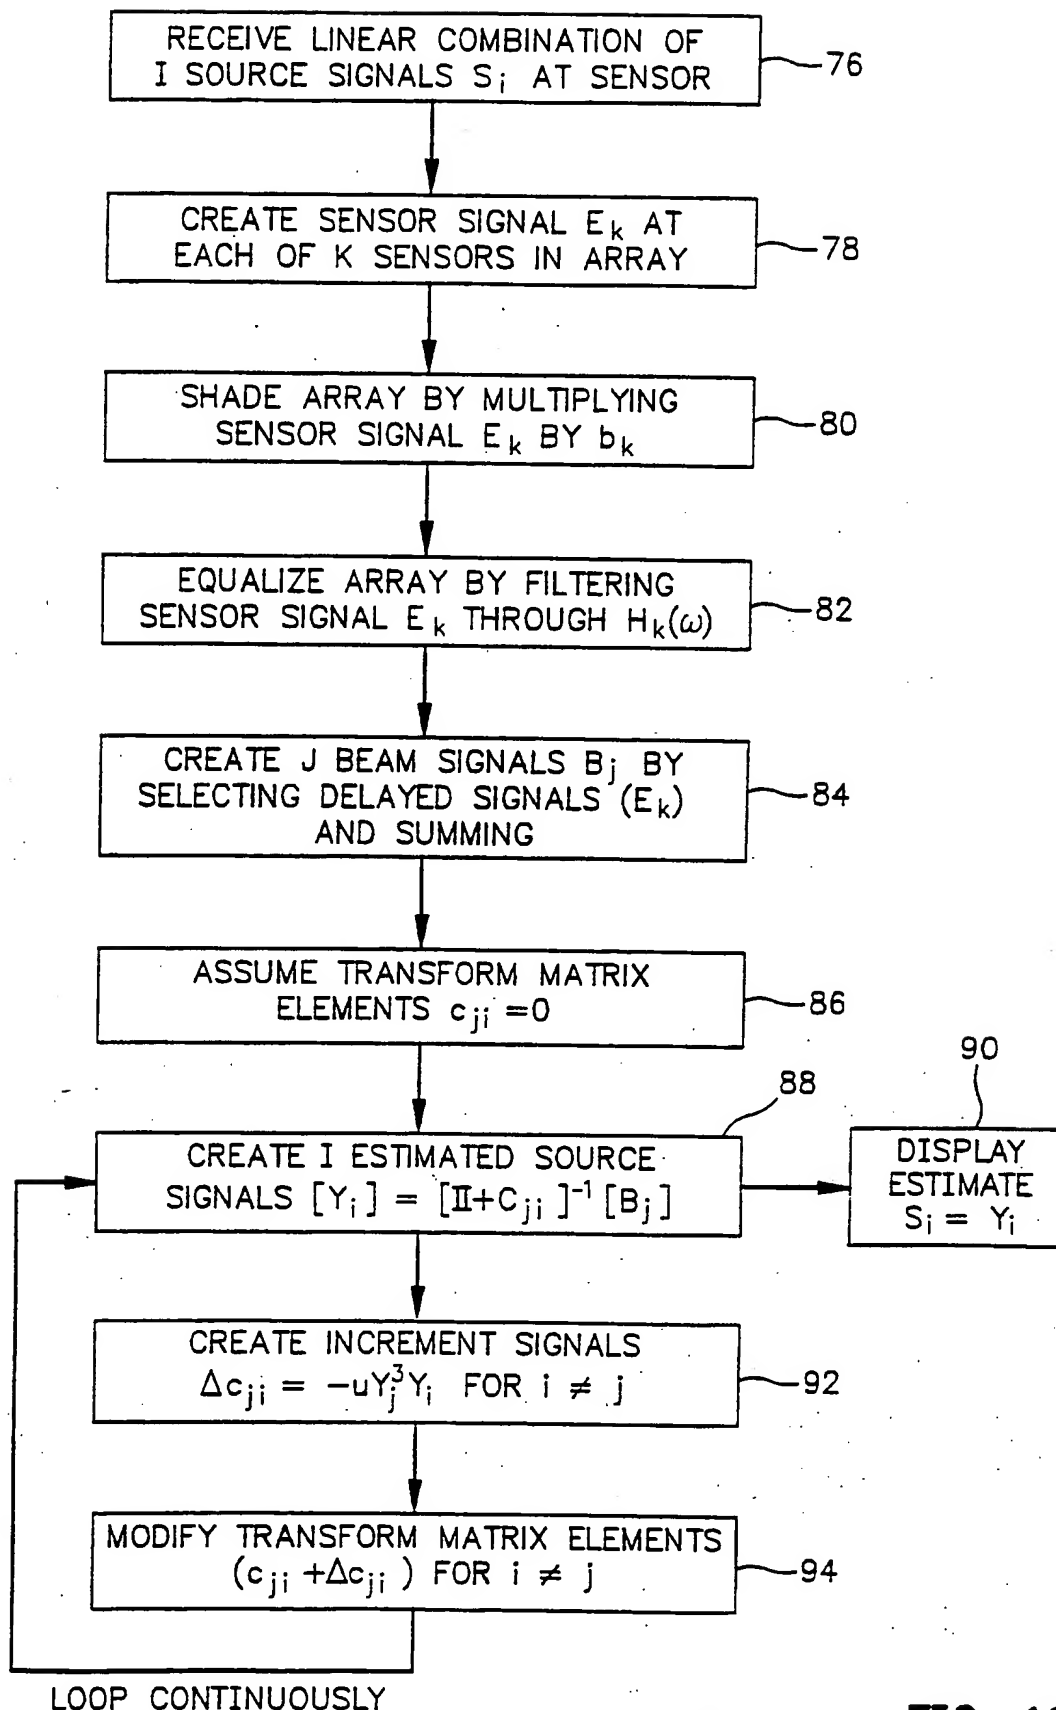 RECEIVE LINEAR COMBINATION OF
I SOURCE SIGNALS Si AT SENSOR
76
CREATE SENSOR SIGNAL Ek AT
EACH OF K SENSORS IN ARRAY
78
SHADE ARRAY BY MULTIPLYING
SENSOR SIGNAL Ek BY bk
80
EQUALIZE ARRAY BY FILTERING
SENSOR SIGNAL Ek THROUGH Hk(ω)
82
CREATE J BEAM SIGNALS Bj BY
SELECTING DELAYED SIGNALS (Ek)
AND SUMMING
84
ASSUME TRANSFORM MATRIX
ELEMENTS cji =0
86
88
90
CREATE I ESTIMATED SOURCE
SIGNALS [Yi] = [II+Cji]⁻¹ [Bj]
DISPLAY
ESTIMATE
Si = Yi
CREATE INCREMENT SIGNALS
Δcji = -uYj³Yi FOR i ≠ j
92
MODIFY TRANSFORM MATRIX ELEMENTS
(cji +Δcji) FOR i ≠ j
94
LOOP CONTINUOUSLY